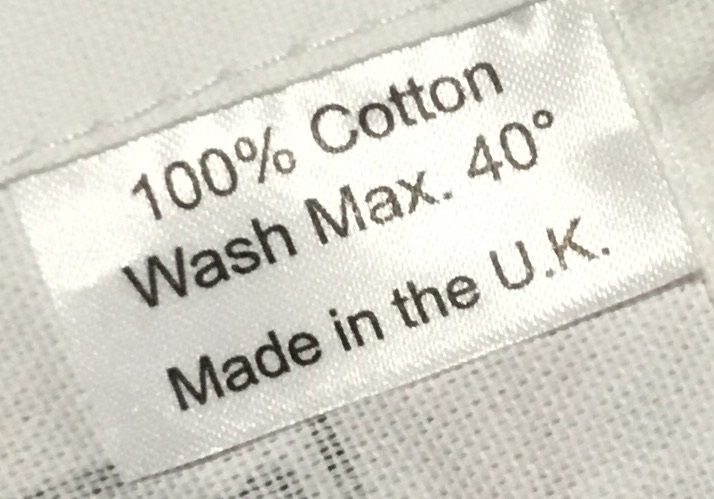 100% Cotton
Wash Max. 40°
Made in the U.K.